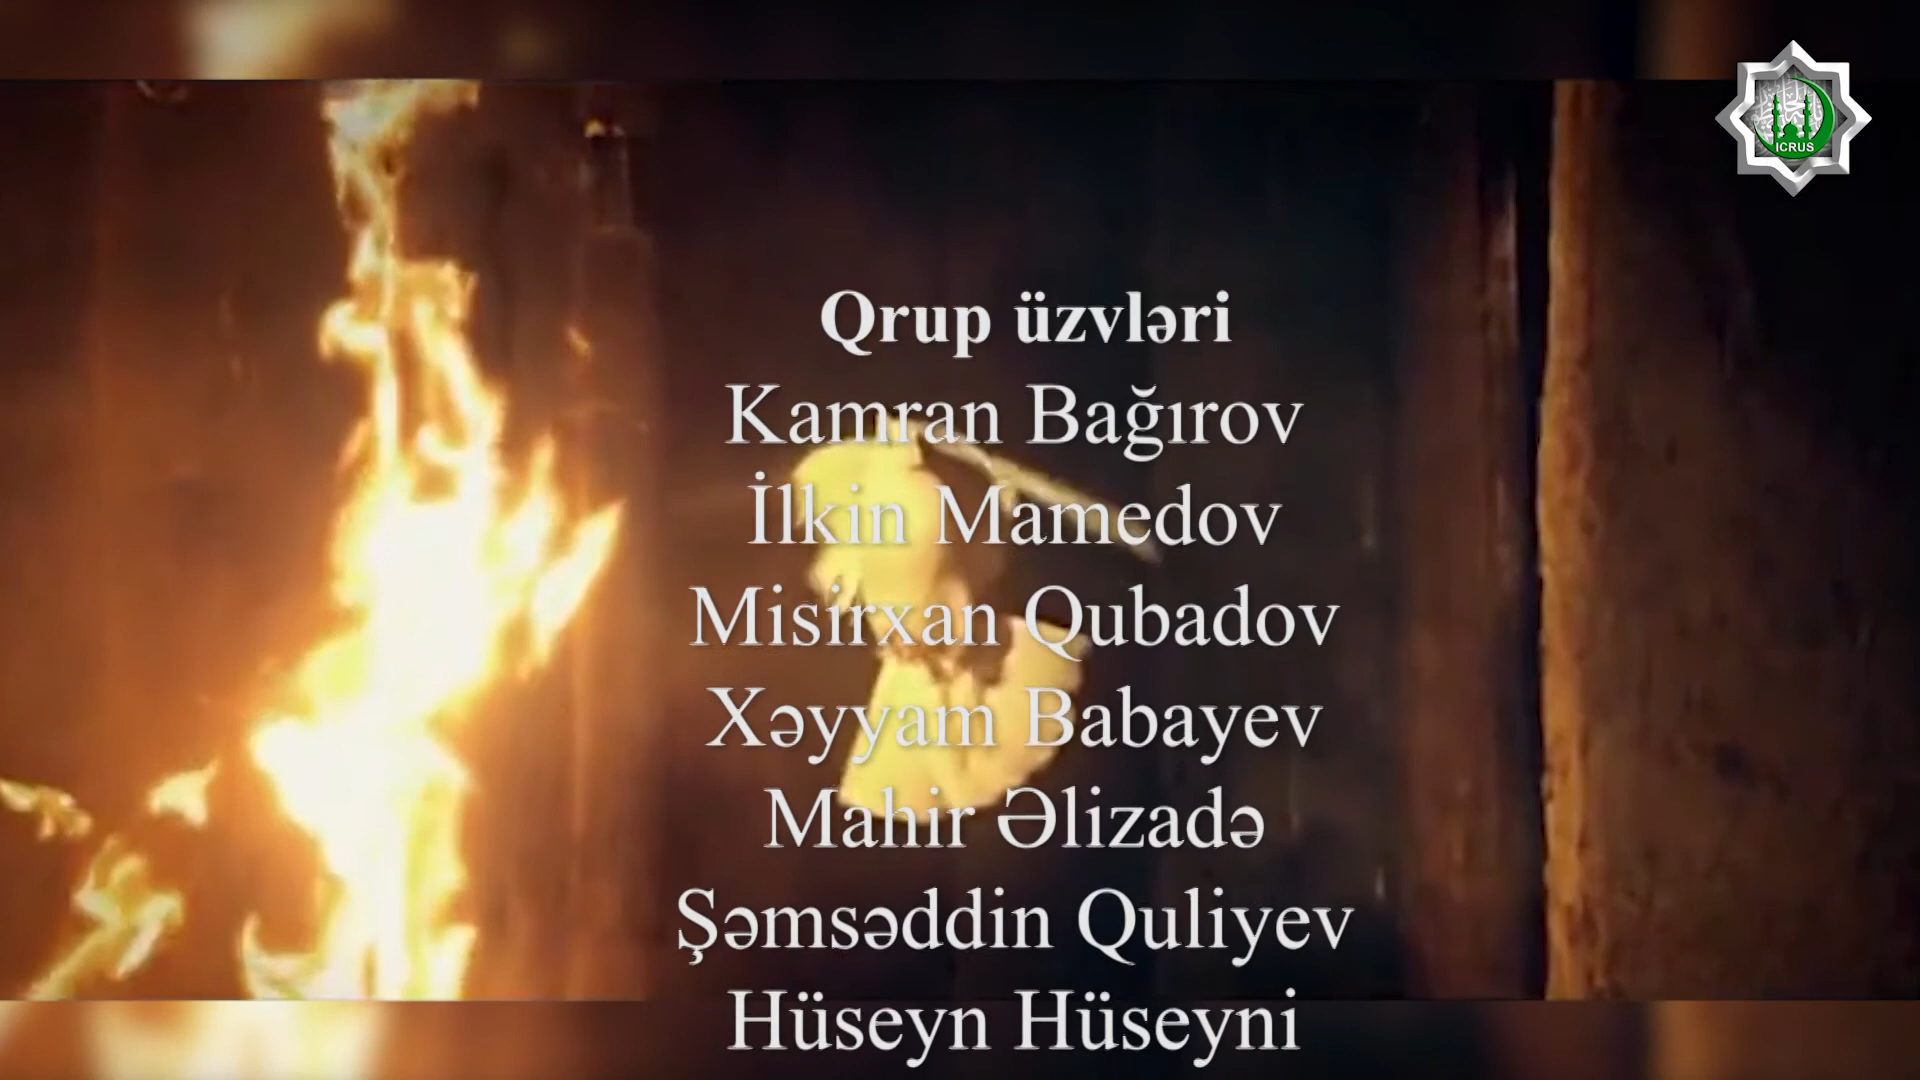 ICRUS
Qrup üzvləri
Kamran Bağırov
İlkin Mamedov
Misirxan Qubadov
Xəyyam Babayev
Mahir Əlizadə
Şəmsəddin Quliyev
Hüseyn Hüseyni